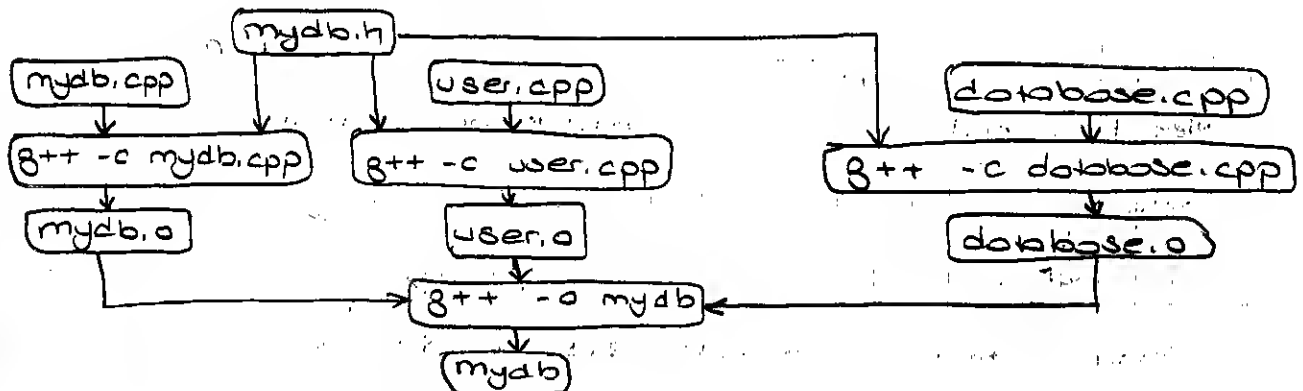 mydb.h
mydb.cpp
user.cpp
database.cpp
g++ -c mydb.cpp
g++ -c user.cpp
g++ -c database.cpp
mydb.o
user.o
database.o
g++ -o mydb
mydb